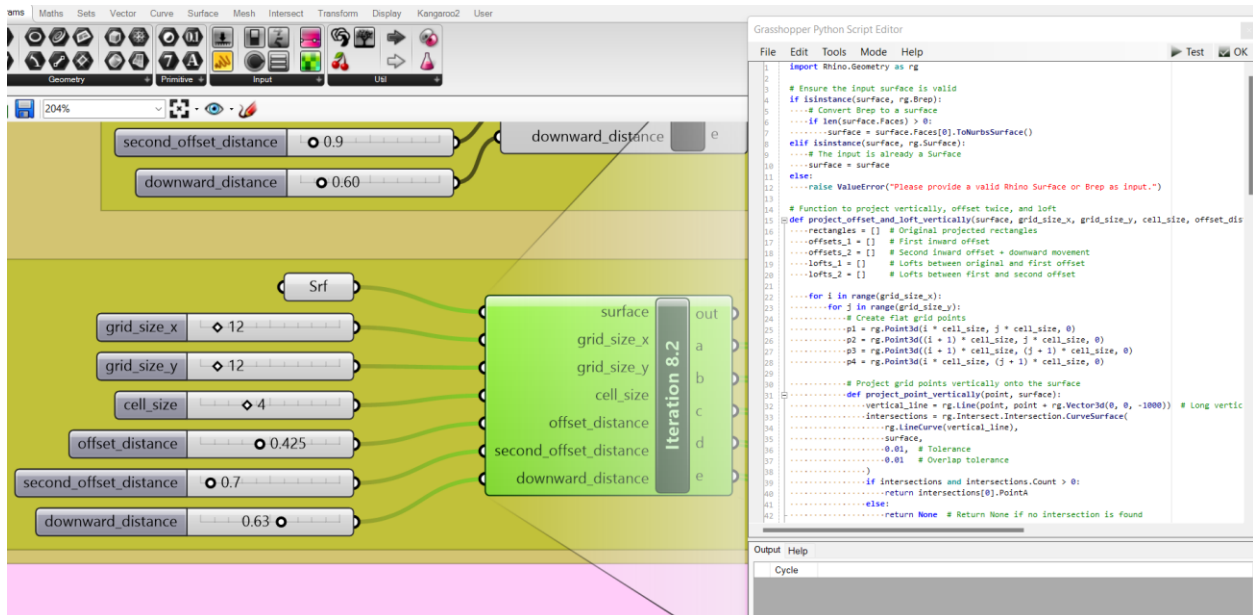 rams Maths Sets Vector Curve Surface Mesh Intersect Transform Display Kangaroo2 User
Geometry Primitive Input Util
204%
second_offset_distance 0.9
downward_distance 0.60
downward_distance e
Srf
grid_size_x 12
grid_size_y 12
cell_size 4
offset_distance 0.425
second_offset_distance 0.7
downward_distance 0.63
surface
grid_size_x
grid_size_y
cell_size
offset_distance
second_offset_distance
downward_distance
Iteration 8.2
out
a
b
c
d
e
Grasshopper Python Script Editor
File Edit Tools Mode Help Test OK
1 import Rhino.Geometry as rg
2
3 # Ensure the input surface is valid
4 if isinstance(surface, rg.Brep):
5 # Convert Brep to a surface
6 if len(surface.Faces) > 0:
7 surface = surface.Faces[0].ToNurbsSurface()
8 elif isinstance(surface, rg.Surface):
9 # The input is already a Surface
10 surface = surface
11 else:
12 raise ValueError("Please provide a valid Rhino Surface or Brep as input.")
13
14 # Function to project vertically, offset twice, and loft
15 def project_offset_and_loft_vertically(surface, grid_size_x, grid_size_y, cell_size, offset_dis
16 rectangles = [] # Original projected rectangles
17 offsets_1 = [] # First inward offset
18 offsets_2 = [] # Second inward offset + downward movement
19 lofts_1 = [] # Lofts between original and first offset
20 lofts_2 = [] # Lofts between first and second offset
21
22 for i in range(grid_size_x):
23 for j in range(grid_size_y):
24 # Create flat grid points
25 p1 = rg.Point3d(i * cell_size, j * cell_size, 0)
26 p2 = rg.Point3d((i + 1) * cell_size, j * cell_size, 0)
27 p3 = rg.Point3d((i + 1) * cell_size, (j + 1) * cell_size, 0)
28 p4 = rg.Point3d(i * cell_size, (j + 1) * cell_size, 0)
29
30 # Project grid points vertically onto the surface
31 def project_point_vertically(point, surface):
32 vertical_line = rg.Line(point, point + rg.Vector3d(0, 0, -1000)) # Long vertic
33 intersections = rg.Intersect.Intersection.CurveSurface(
34 rg.LineCurve(vertical_line),
35 surface,
36 0.01, # Tolerance
37 0.01 # Overlap tolerance
38 )
39 if intersections and intersections.Count > 0:
40 return intersections[0].PointA
41 else:
42 return None # Return None if no intersection is found
Output Help
Cycle